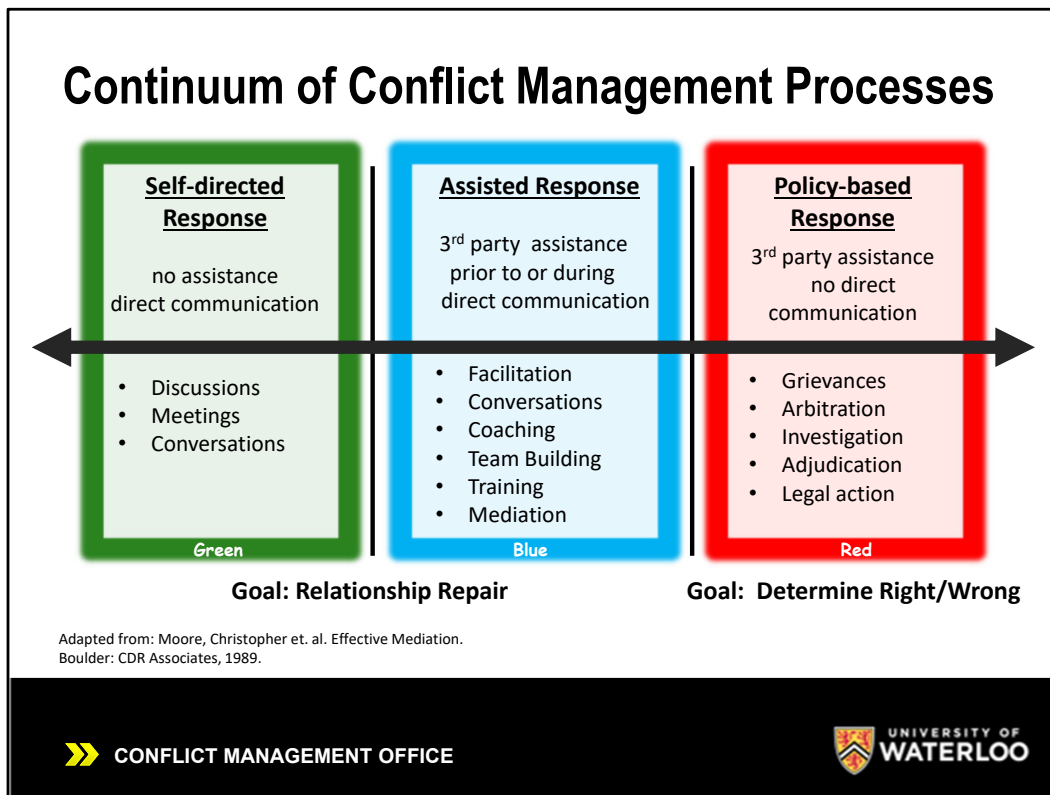 Continuum of Conflict Management Processes
Self-directed
Response
no assistance
direct communication
• Discussions
• Meetings
• Conversations
Green
Assisted Response
3rd party assistance
prior to or during
direct communication
• Facilitation
• Conversations
• Coaching
• Team Building
• Training
• Mediation
Blue
Policy-based
Response
3rd party assistance
no direct
communication
• Grievances
• Arbitration
• Investigation
• Adjudication
• Legal action
Red
Goal: Relationship Repair
Goal: Determine Right/Wrong
Adapted from: Moore, Christopher et. al. Effective Mediation.
Boulder: CDR Associates, 1989.
CONFLICT MANAGEMENT OFFICE
UNIVERSITY OF
WATERLOO